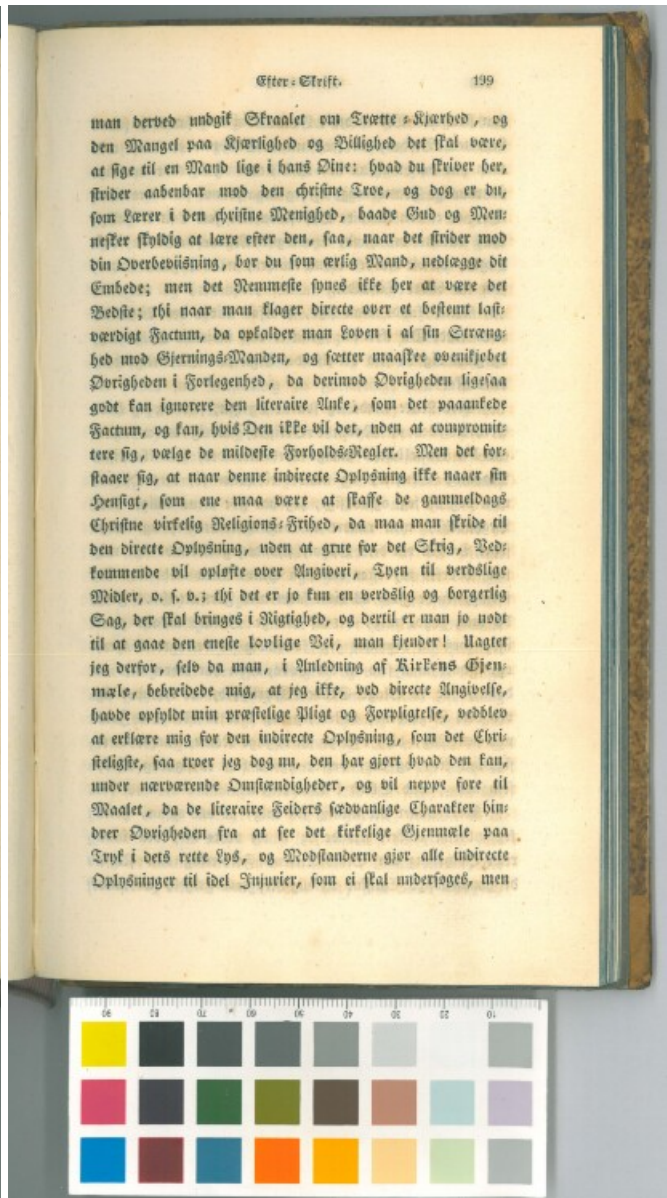 Efter-Skrift. 199
man derved undgik Skraalet om Trætte-Kjærhed, og
den Mangel paa Kjærlighed og Billighed det skal være,
at sige til en Mand lige i hans Øine: hvad du skriver her,
strider aabenbar mod den christne Troe, og dog er du,
som Lærer i den christne Menighed, baade Gud og Men-
nesker skyldig at lære efter den, saa, naar det strider mod
din Overbeviisning, bør du som ærlig Mand, nedlægge dit
Embede; men det Nemmeste synes ikke her at være det
Bedste; thi naar man klager directe over et bestemt last-
værdigt Factum, da opkalder man Loven i al sin Stræng-
hed mod Gjernings-Manden, og sætter maaskee ovenikjøbet
Øvrigheden i Forlegenhed, da derimod Øvrigheden ligesaa
godt kan ignorere den literaire Anke, som det paaankede
Factum, og kan, hvis Den ikke vil det, uden at compromit-
tere sig, vælge de mildeste Forholds-Regler. Men det for-
staaer sig, at naar denne indirecte Oplysning ikke naaer sin
Hensigt, som ene maa være at skaffe de gammeldags
Christne virkelig Religions-Frihed, da maa man skride til
den directe Oplysning, uden at grue for det Skrig, Ved-
kommende vil opløfte over Angiveri, Tyen til verdslige
Midler, o. s. v.; thi det er jo kun en verdslig og borgerlig
Sag, der skal bringes i Rigtighed, og dertil er man jo nødt
til at gaae den eneste lovlige Vei, man kjender! Uagtet
jeg derfor, selv da man, i Anledning af Kirkens Gjen-
mæle, bebreidede mig, at jeg ikke, ved directe Angivelse,
havde opfyldt min præstelige Pligt og Forpligtelse, vedblev
at erklære mig for den indirecte Oplysning, som det Chri-
steligste, saa troer jeg dog nu, den har gjort hvad den kan,
under nærværende Omstændigheder, og vil neppe føre til
Maalet, da de literaire Feiders sædvanlige Charakter hin-
drer Øvrigheden fra at see det kirkelige Gjenmæle paa
Tryk i dets rette Lys, og Modstanderne gjør alle indirecte
Oplysninger til idel Injurier, som ei skal undersøges, men
90 80 70 60 50 40 30 20 10